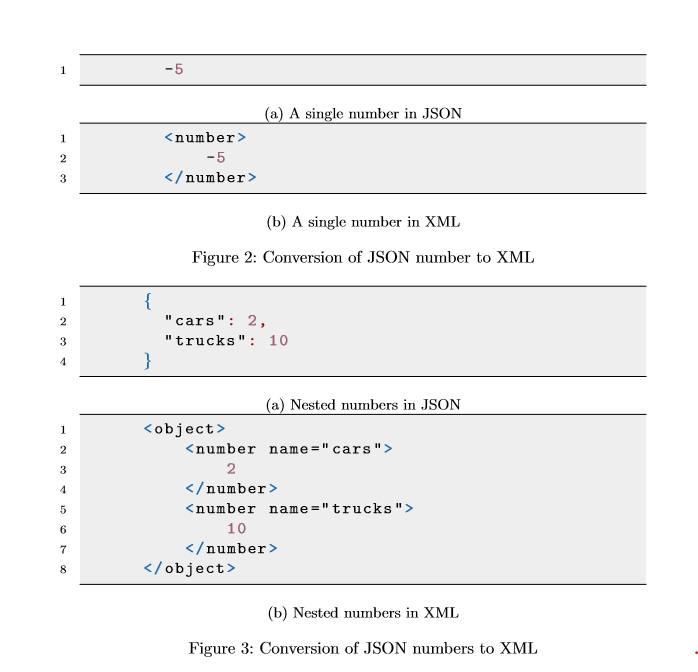 1 -5
(a) A single number in JSON
1 <number>
2 -5
3 </number>
(b) A single number in XML
Figure 2: Conversion of JSON number to XML
1 {
2 "cars": 2,
3 "trucks": 10
4 }
(a) Nested numbers in JSON
1 <object>
2 <number name="cars">
3 2
4 </number>
5 <number name="trucks">
6 10
7 </number>
8 </object>
(b) Nested numbers in XML
Figure 3: Conversion of JSON numbers to XML